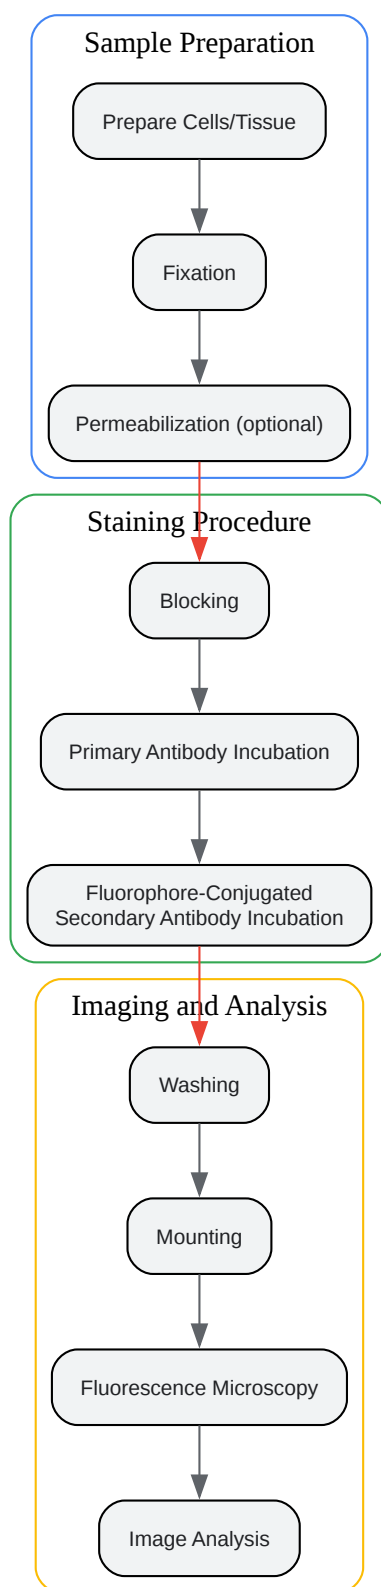 Sample Preparation
Prepare Cells/Tissue
Fixation
Permeabilization (optional)
Staining Procedure
Blocking
Primary Antibody Incubation
Fluorophore-Conjugated
Secondary Antibody Incubation
Imaging and Analysis
Washing
Mounting
Fluorescence Microscopy
Image Analysis